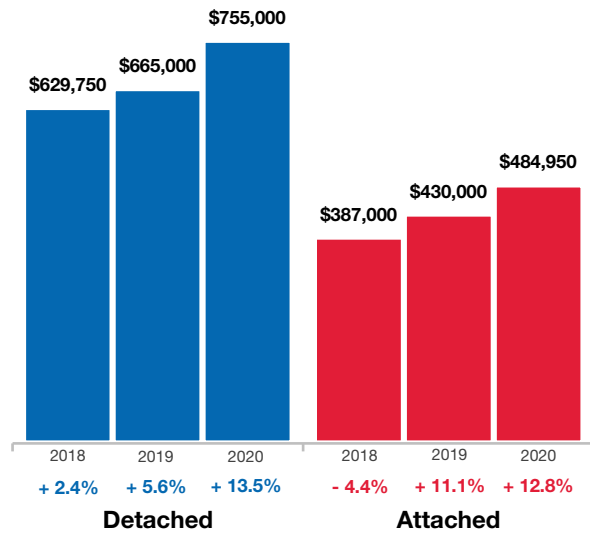 $755,000
$665,000
$629,750
$484,950
$430,000
$387,000
2018 2019 2020 2018 2019 2020
+ 2.4% + 5.6% + 13.5% - 4.4% + 11.1% + 12.8%
Detached Attached